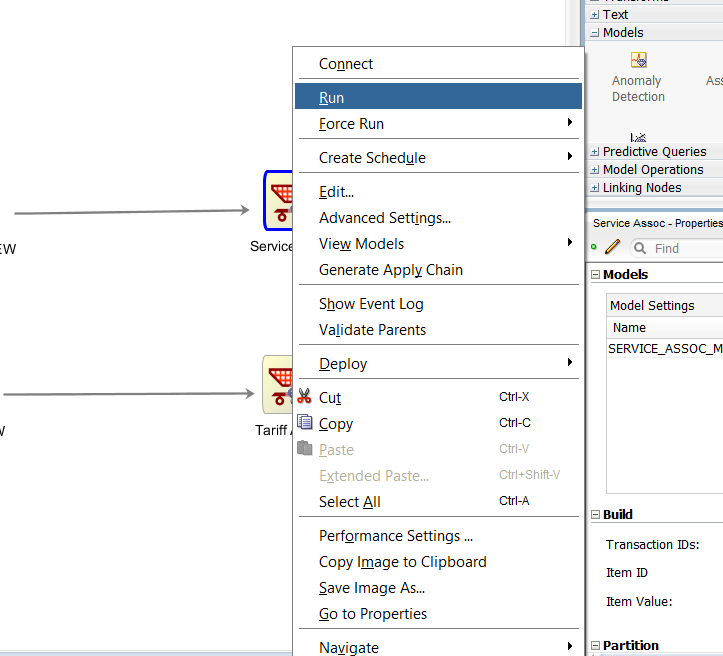 Text
Models
Anomaly
Detection
Predictive Queries
Model Operations
Linking Nodes
Service Assoc - Properties
Find
Models
Model Settings
Name
SERVICE_ASSOC_M
Build
Transaction IDs:
Item ID
Item Value:
Partition
EW
Service
Tariff
Connect
Run
Force Run
Create Schedule
Edit...
Advanced Settings...
View Models
Generate Apply Chain
Show Event Log
Validate Parents
Deploy
Cut Ctrl-X
Copy Ctrl-C
Paste Ctrl-V
Extended Paste... Ctrl+Shift-V
Select All Ctrl-A
Performance Settings ...
Copy Image to Clipboard
Save Image As...
Go to Properties
Navigate